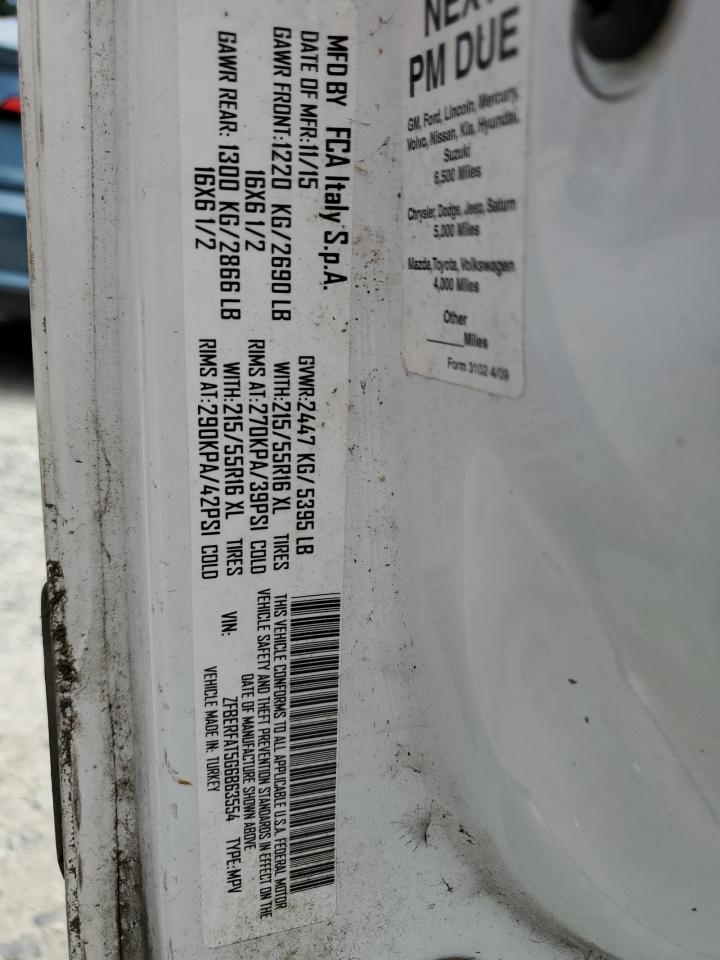 MFD BY FCA Italy S.p.A.
DATE OF MFR:11/15 GVWR:2447 KG/5395 LB
GAWR FRONT:1220 KG/2690 LB WITH:215/55R16 XL TIRES
16X6 1/2 RIMS AT:270KPA/39PSI COLD
GAWR REAR: 1300 KG/2866 LB WITH:215/55R16 XL TIRES
16X6 1/2 RIMS AT:290KPA/42PSI COLD
THIS VEHICLE CONFORMS TO ALL APPLICABLE U.S.A. FEDERAL MOTOR
VEHICLE SAFETY AND THEFT PREVENTION STANDARDS IN EFFECT ON THE
DATE OF MANUFACTURE SHOWN ABOVE
VIN: ZFBERFAT5G6B63554 TYPE:MPV
VEHICLE MADE IN: TURKEY
NEXT
PM DUE
GM, Ford, Lincoln, Mercury,
Volvo, Nissan, Kia, Hyundai,
Suzuki
6,500 Miles
Chrysler, Dodge, Jeep, Saturn
5,000 Miles
Mazda, Toyota, Volkswagen
4,000 Miles
Other
______Miles
Form 3102 4/09